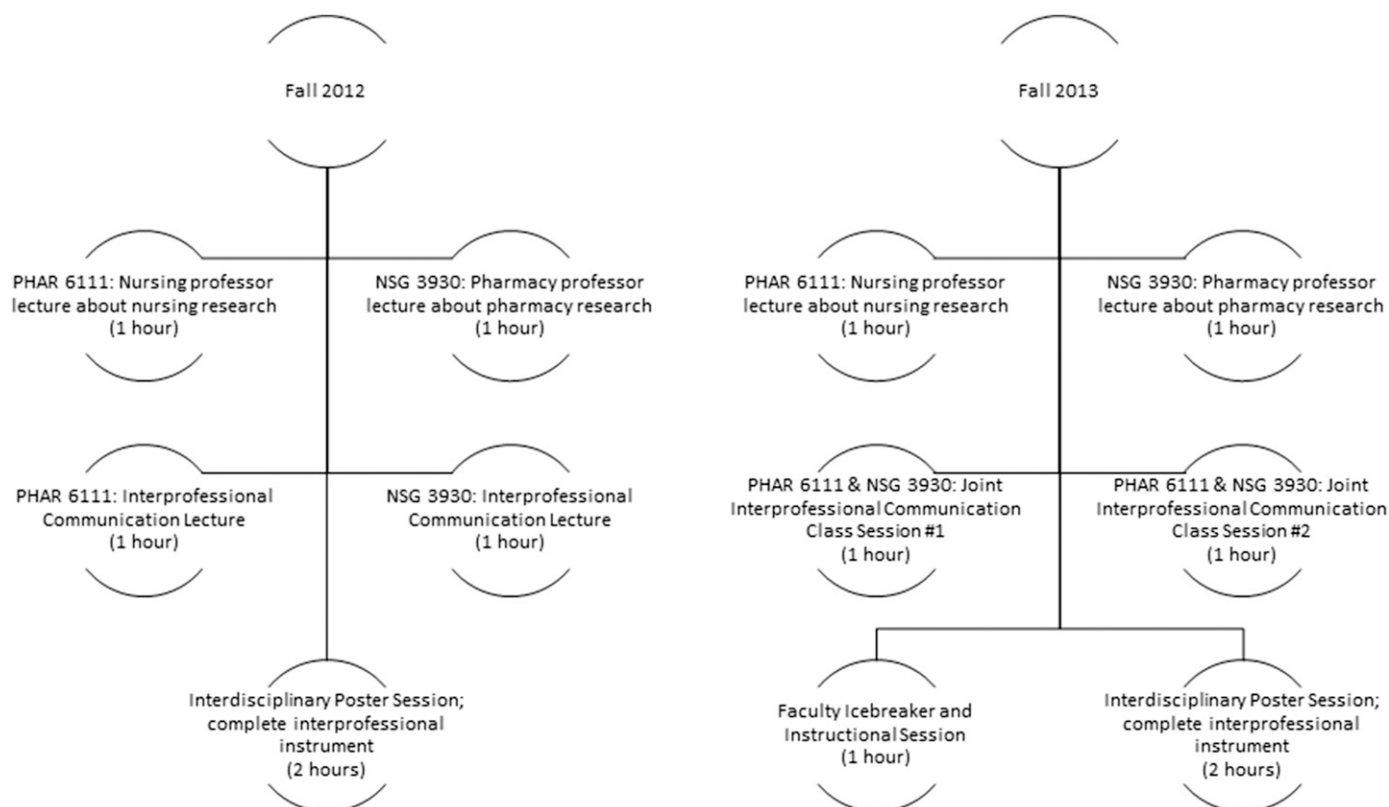 Fall 2012
PHAR 6111: Nursing professor
lecture about nursing research
(1 hour)
NSG 3930: Pharmacy professor
lecture about pharmacy research
(1 hour)
PHAR 6111: Interprofessional
Communication Lecture
(1 hour)
NSG 3930: Interprofessional
Communication Lecture
(1 hour)
Interdisciplinary Poster Session;
complete interprofessional
instrument
(2 hours)
Fall 2013
PHAR 6111: Nursing professor
lecture about nursing research
(1 hour)
NSG 3930: Pharmacy professor
lecture about pharmacy research
(1 hour)
PHAR 6111 & NSG 3930: Joint
Interprofessional Communication
Class Session #1
(1 hour)
PHAR 6111 & NSG 3930: Joint
Interprofessional Communication
Class Session #2
(1 hour)
Faculty Icebreaker and
Instructional Session
(1 hour)
Interdisciplinary Poster Session;
complete interprofessional
instrument
(2 hours)